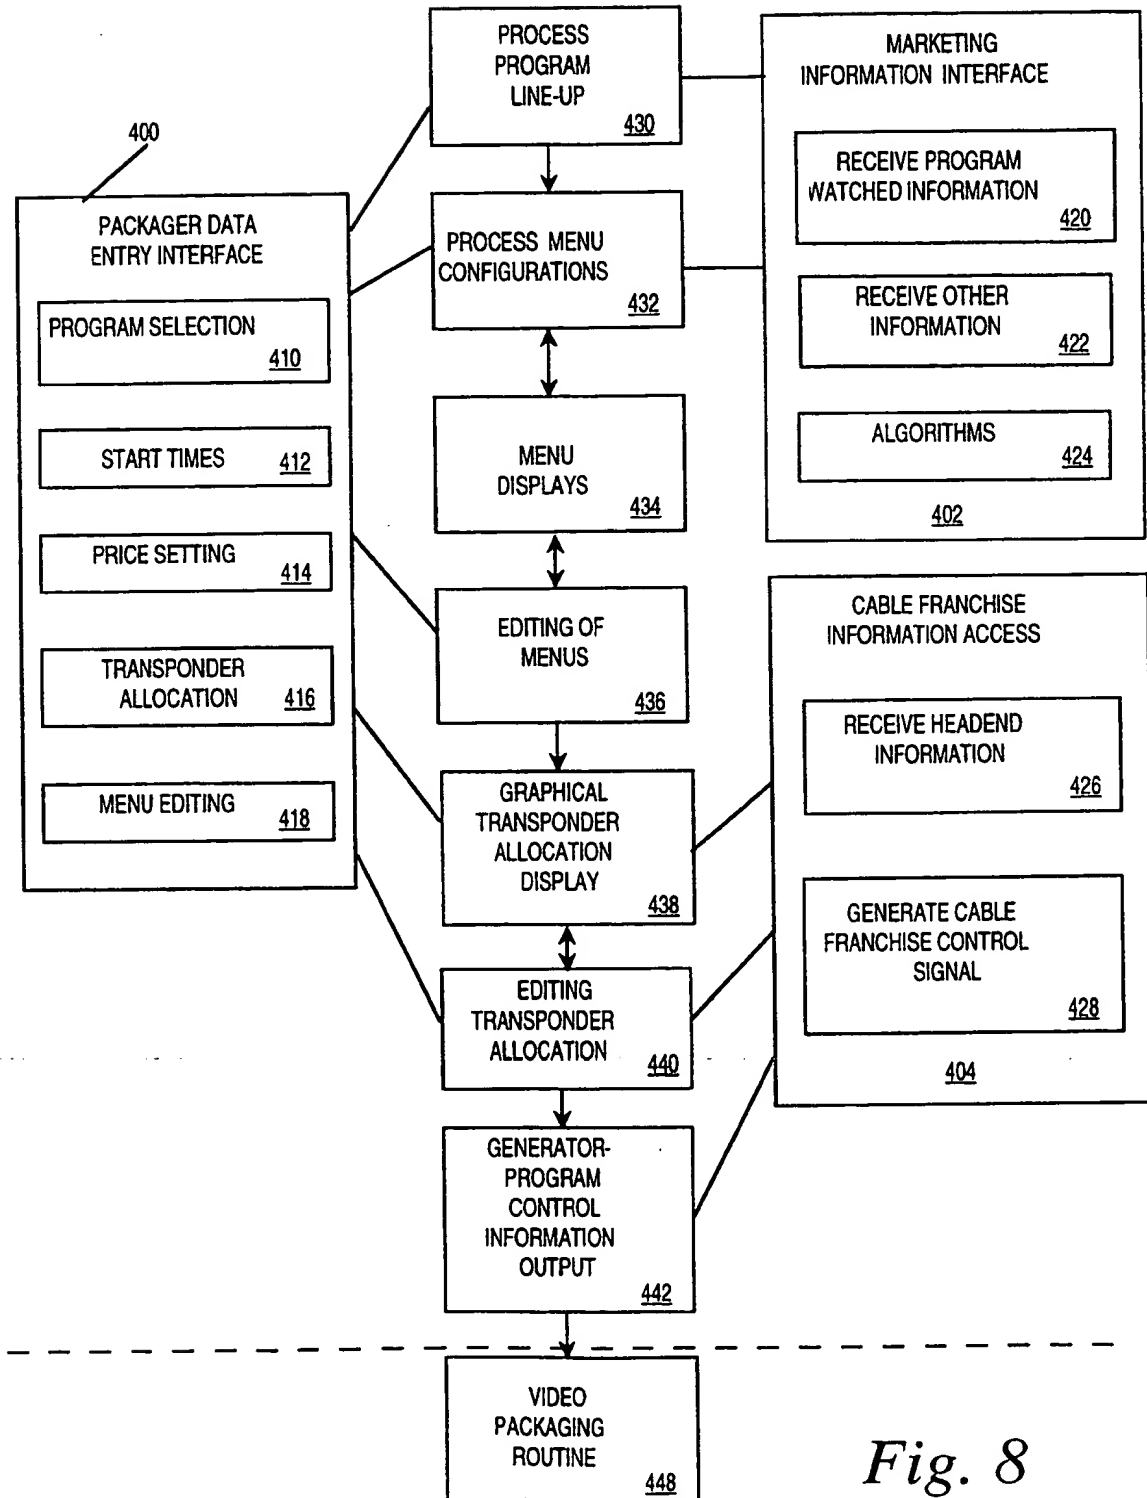 400
PACKAGER DATA
ENTRY INTERFACE
PROGRAM SELECTION
410
START TIMES
412
PRICE SETTING
414
TRANSPONDER
ALLOCATION
416
MENU EDITING
418
PROCESS
PROGRAM
LINE-UP
430
PROCESS MENU
CONFIGURATIONS
432
MENU
DISPLAYS
434
EDITING OF
MENUS
436
GRAPHICAL
TRANSPONDER
ALLOCATION
DISPLAY
438
EDITING
TRANSPONDER
ALLOCATION
440
GENERATOR-
PROGRAM
CONTROL
INFORMATION
OUTPUT
442
VIDEO
PACKAGING
ROUTINE
448
MARKETING
INFORMATION INTERFACE
RECEIVE PROGRAM
WATCHED INFORMATION
420
RECEIVE OTHER
INFORMATION
422
ALGORITHMS
424
402
CABLE FRANCHISE
INFORMATION ACCESS
RECEIVE HEADEND
INFORMATION
426
GENERATE CABLE
FRANCHISE CONTROL
SIGNAL
428
404
Fig. 8